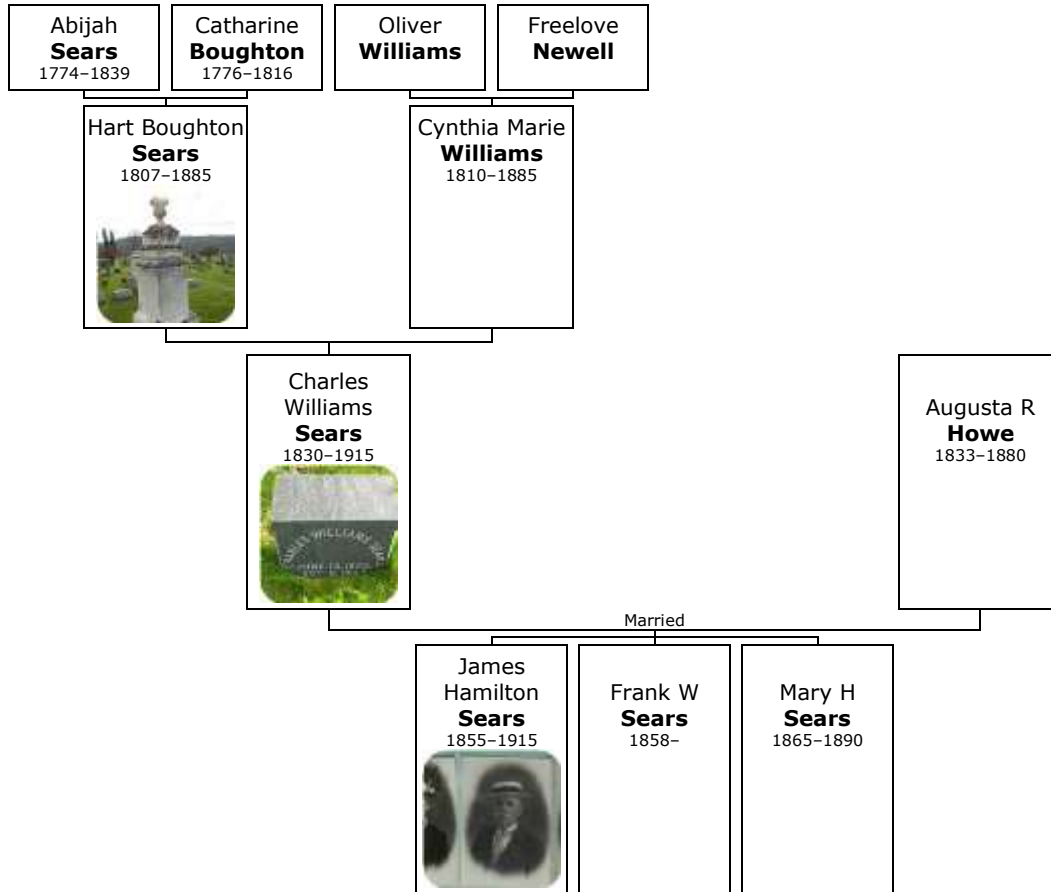 Abijah
Sears
1774–1839
Catharine
Boughton
1776–1816
Oliver
Williams
Freelove
Newell
Hart Boughton
Sears
1807–1885
Cynthia Marie
Williams
1810–1885
Charles
Williams
Sears
1830–1915
WILLIAMS
Augusta R
Howe
1833–1880
Married
James
Hamilton
Sears
1855–1915
Frank W
Sears
1858–
Mary H
Sears
1865–1890